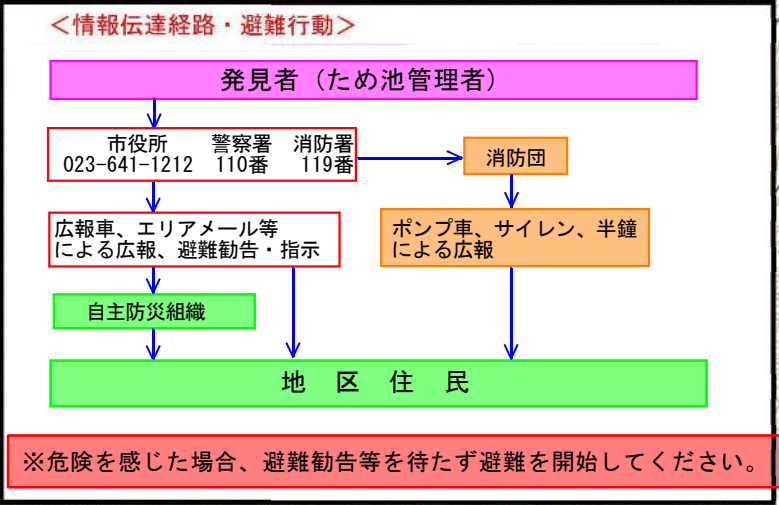 ＜情報伝達経路・避難行動＞
発見者（ため池管理者）
市役所 警察署 消防署
023-641-1212 110番 119番
消防団
広報車、エリアメール等
による広報、避難勧告・指示
ポンプ車、サイレン、半鐘
による広報
自主防災組織
地 区 住 民
※危険を感じた場合、避難勧告等を待たず避難を開始してください。